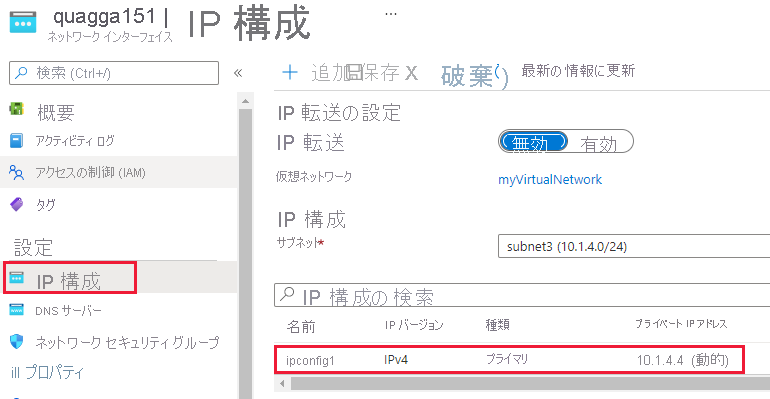 quagga151 | IP 構成 …
ネットワーク インターフェイス
検索 (Ctrl+/) «
概要
アクティビティ ログ
アクセスの制御 (IAM)
タグ
設定
IP 構成
DNS サーバー
ネットワーク セキュリティ グループ
ill プロパティ
+ 追加 保存 X 破棄 () 最新の情報に更新
IP 転送の設定
IP 転送 無効 有効
仮想ネットワーク myVirtualNetwork
IP 構成
サブネット* subnet3 (10.1.4.0/24)
IP 構成の検索
名前 IP バージョン 種類 プライベート IP アドレス
ipconfig1 IPv4 プライマリ 10.1.4.4 (動的)